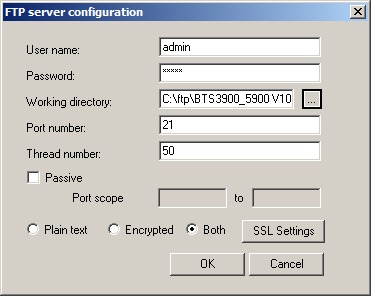 FTP server configuration
User name: admin
Password: *****
Working directory: C:\ftp\BTS3900_5900 V10 ...
Port number: 21
Thread number: 50
Passive
Port scope to
Plain text Encrypted Both SSL Settings
OK Cancel